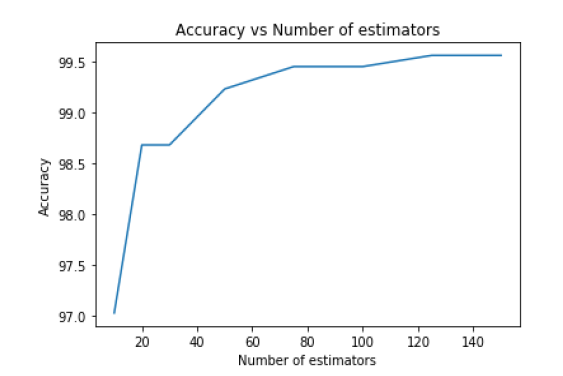 Accuracy vs Number of estimators
99.5
99.0
98.5
98.0
97.5
97.0
Accuracy
20 40 60 80 100 120 140
Number of estimators